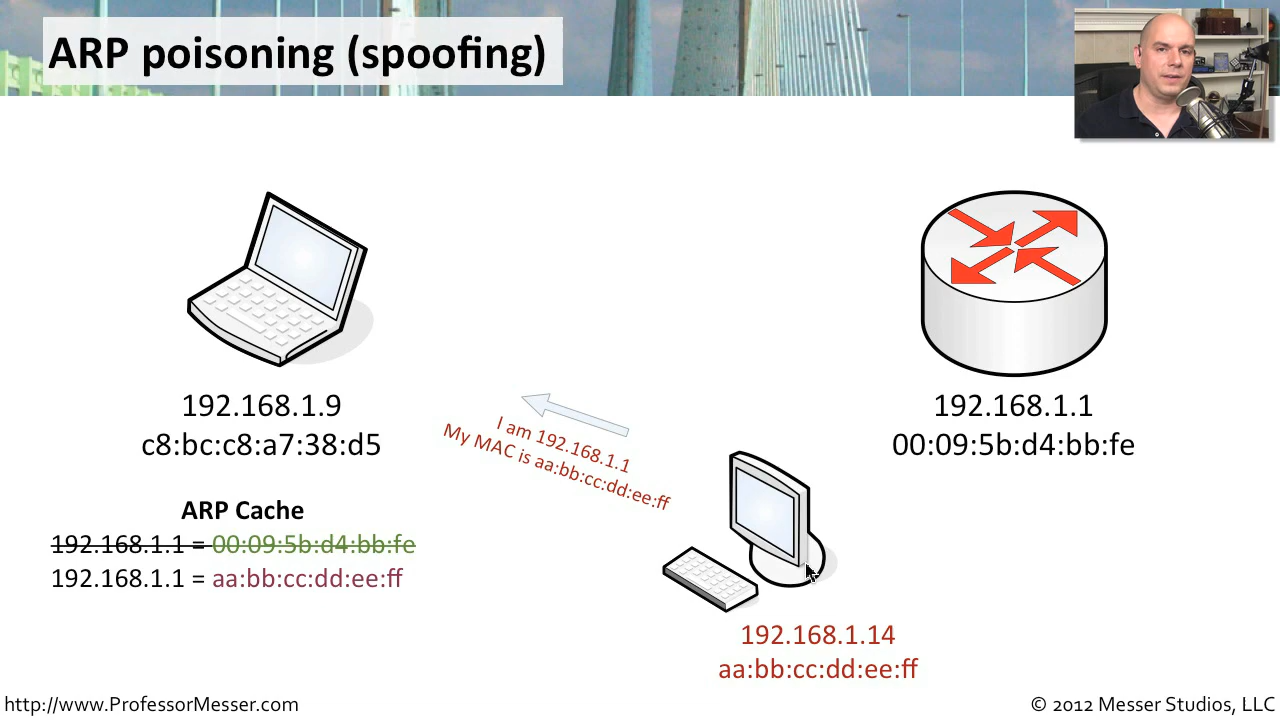 ARP poisoning (spoofing)
192.168.1.9
c8:bc:c8:a7:38:d5
192.168.1.1
00:09:5b:d4:bb:fe
I am 192.168.1.1
My MAC is aa:bb:cc:dd:ee:ff
ARP Cache
192.168.1.1 = 00:09:5b:d4:bb:fe
192.168.1.1 = aa:bb:cc:dd:ee:ff
192.168.1.14
aa:bb:cc:dd:ee:ff
http://www.ProfessorMesser.com
© 2012 Messer Studios, LLC